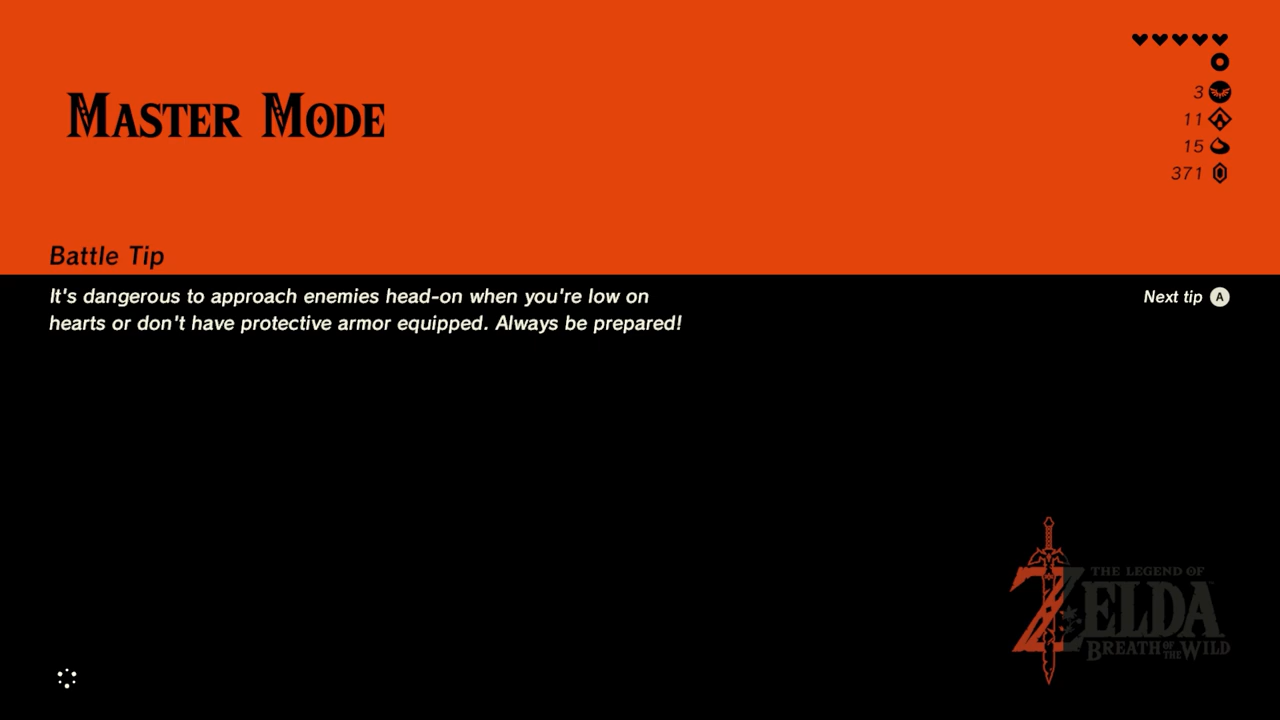 Master Mode
3
11
15
371
Battle Tip
It's dangerous to approach enemies head-on when you're low on
hearts or don't have protective armor equipped. Always be prepared!
Next tip A
THE LEGEND OF
ZELDA
BREATH OF THE WILD